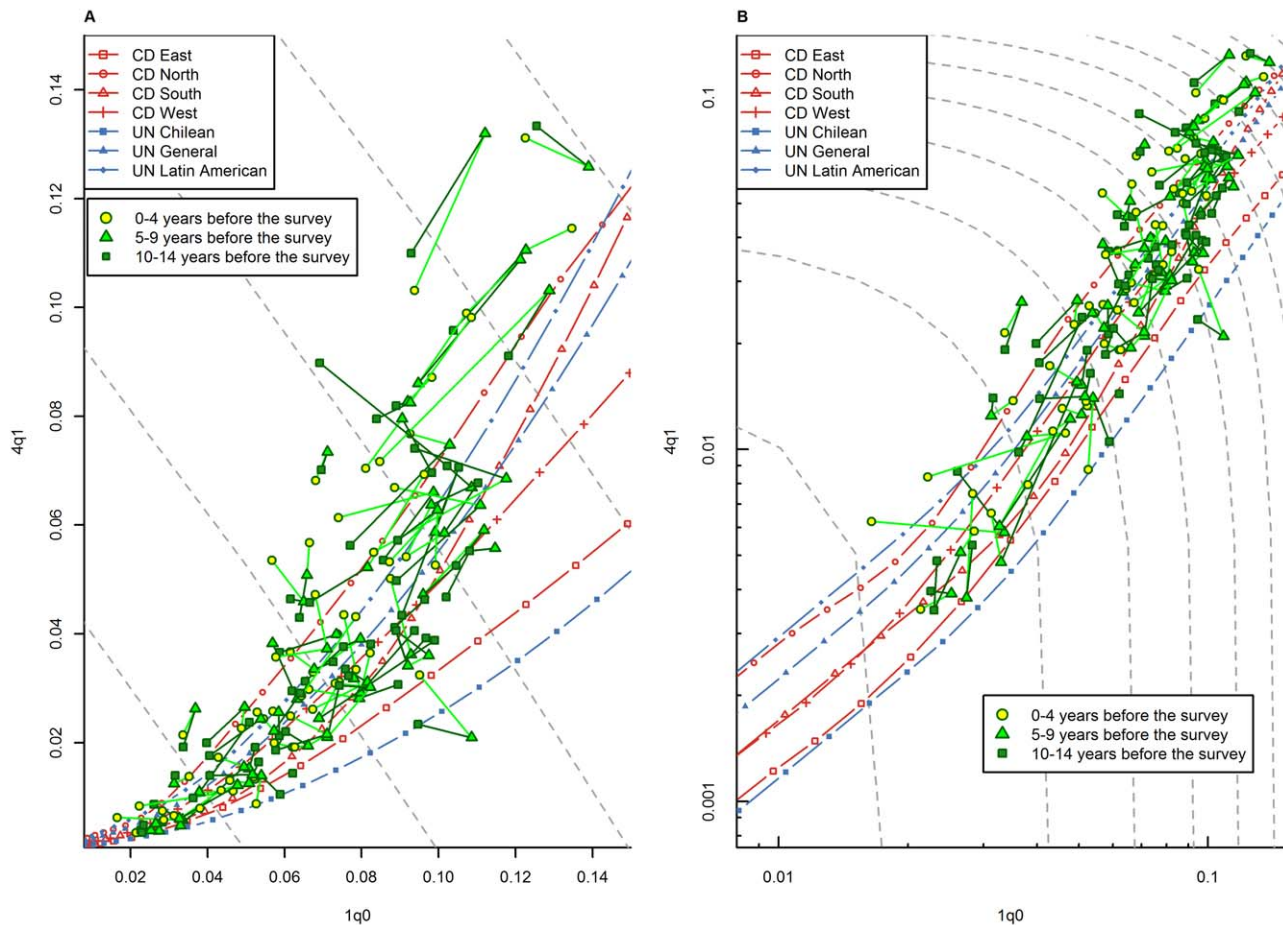 A
CD East
CD North
CD South
CD West
UN Chilean
UN General
UN Latin American
0-4 years before the survey
5-9 years before the survey
10-14 years before the survey
0.14
0.12
0.10
0.08
0.06
0.04
0.02
4q1
0.02 0.04 0.06 0.08 0.10 0.12 0.14
1q0
B
CD East
CD North
CD South
CD West
UN Chilean
UN General
UN Latin American
0.1
0.01
0.001
4q1
0-4 years before the survey
5-9 years before the survey
10-14 years before the survey
0.01 0.1
1q0